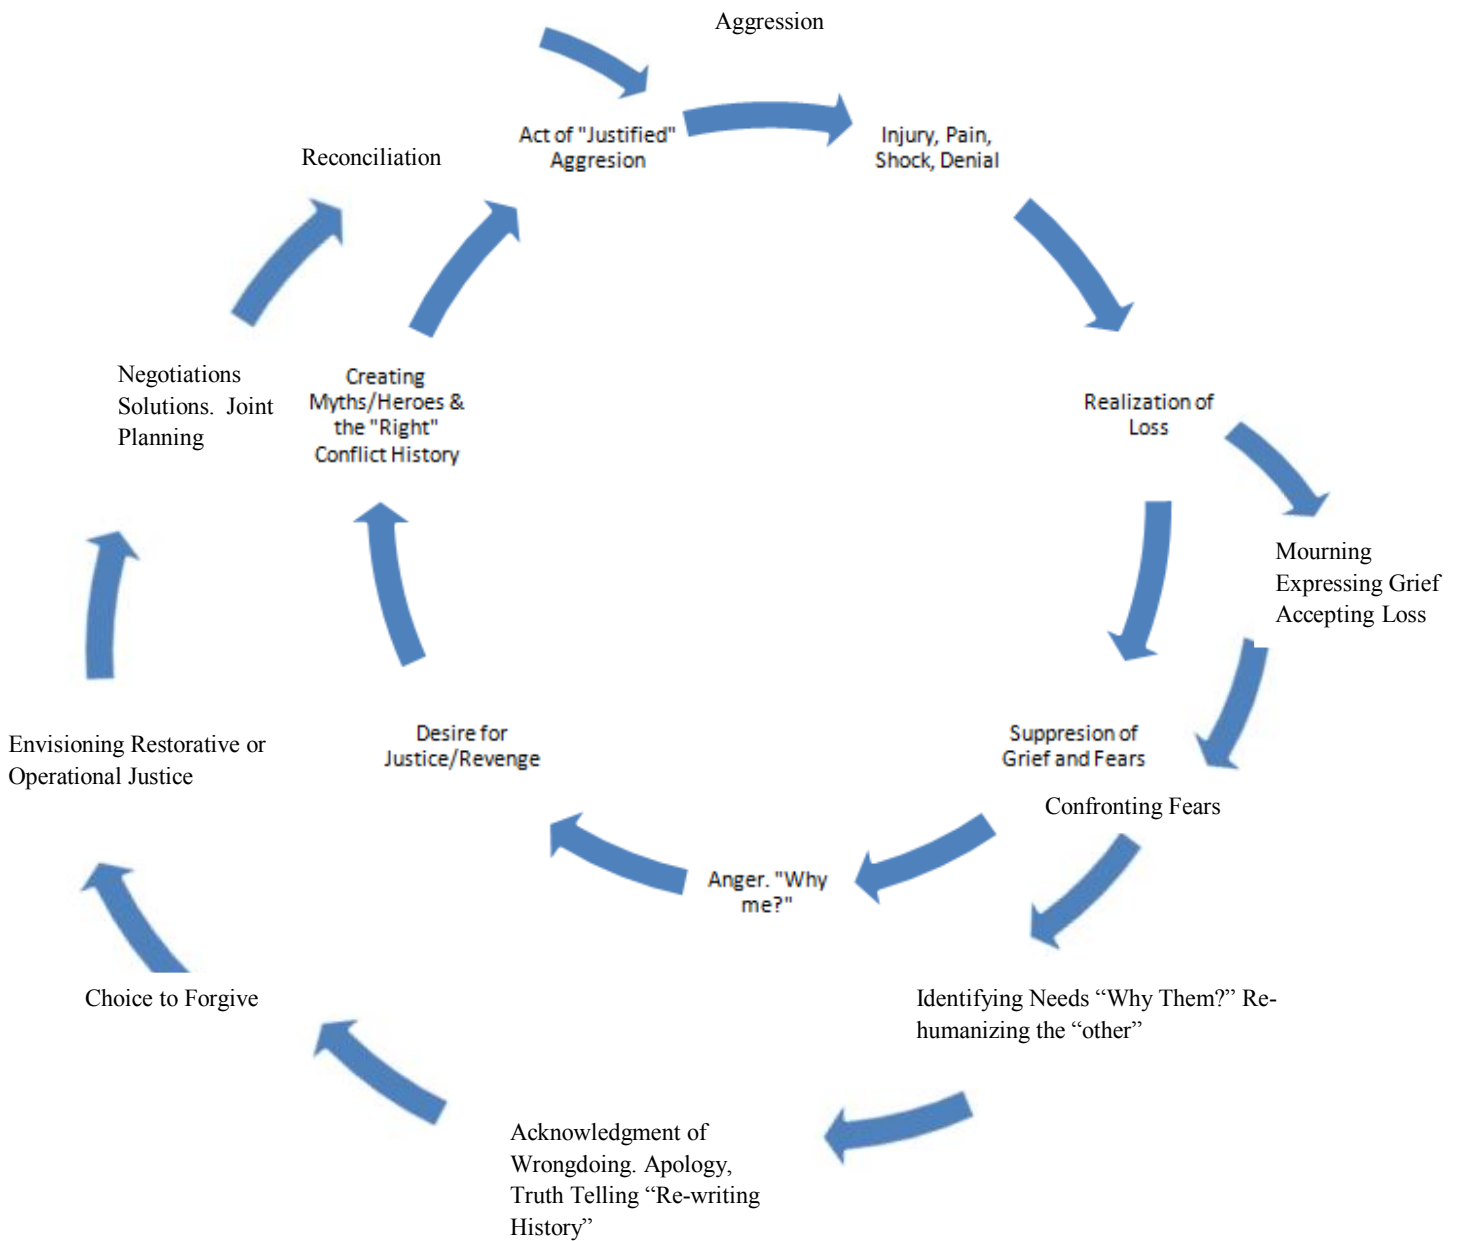 Aggression
Act of "Justified"
Aggresion
Injury, Pain,
Shock, Denial
Reconciliation
Realization of
Loss
Negotiations
Solutions.  Joint
Planning
Creating
Myths/Heroes &
the "Right"
Conflict History
Mourning
Expressing Grief
Accepting Loss
Suppresion of
Grief and Fears
Confronting Fears
Desire for
Justice/Revenge
Envisioning Restorative or
Operational Justice
Anger. "Why
me?"
Choice to Forgive
Identifying Needs “Why Them?” Re-
humanizing the “other”
Acknowledgment of
Wrongdoing. Apology,
Truth Telling “Re-writing
History”